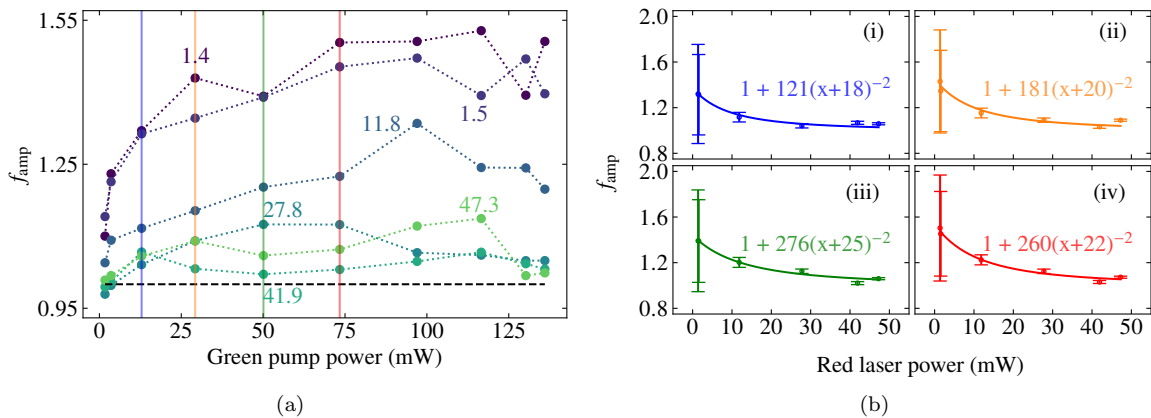 1.55
1.25
0.95
f_amp
1.4
1.5
11.8
27.8
47.3
41.9
0 25 50 75 100 125
Green pump power (mW)
(a)
2.0
1.6
1.2
0.8
f_amp
(i)
1 + 121(x+18)⁻²
(ii)
1 + 181(x+20)⁻²
2.0
1.6
1.2
0.8
(iii)
1 + 276(x+25)⁻²
(iv)
1 + 260(x+22)⁻²
0 10 20 30 40 50 0 10 20 30 40 50
Red laser power (mW)
(b)